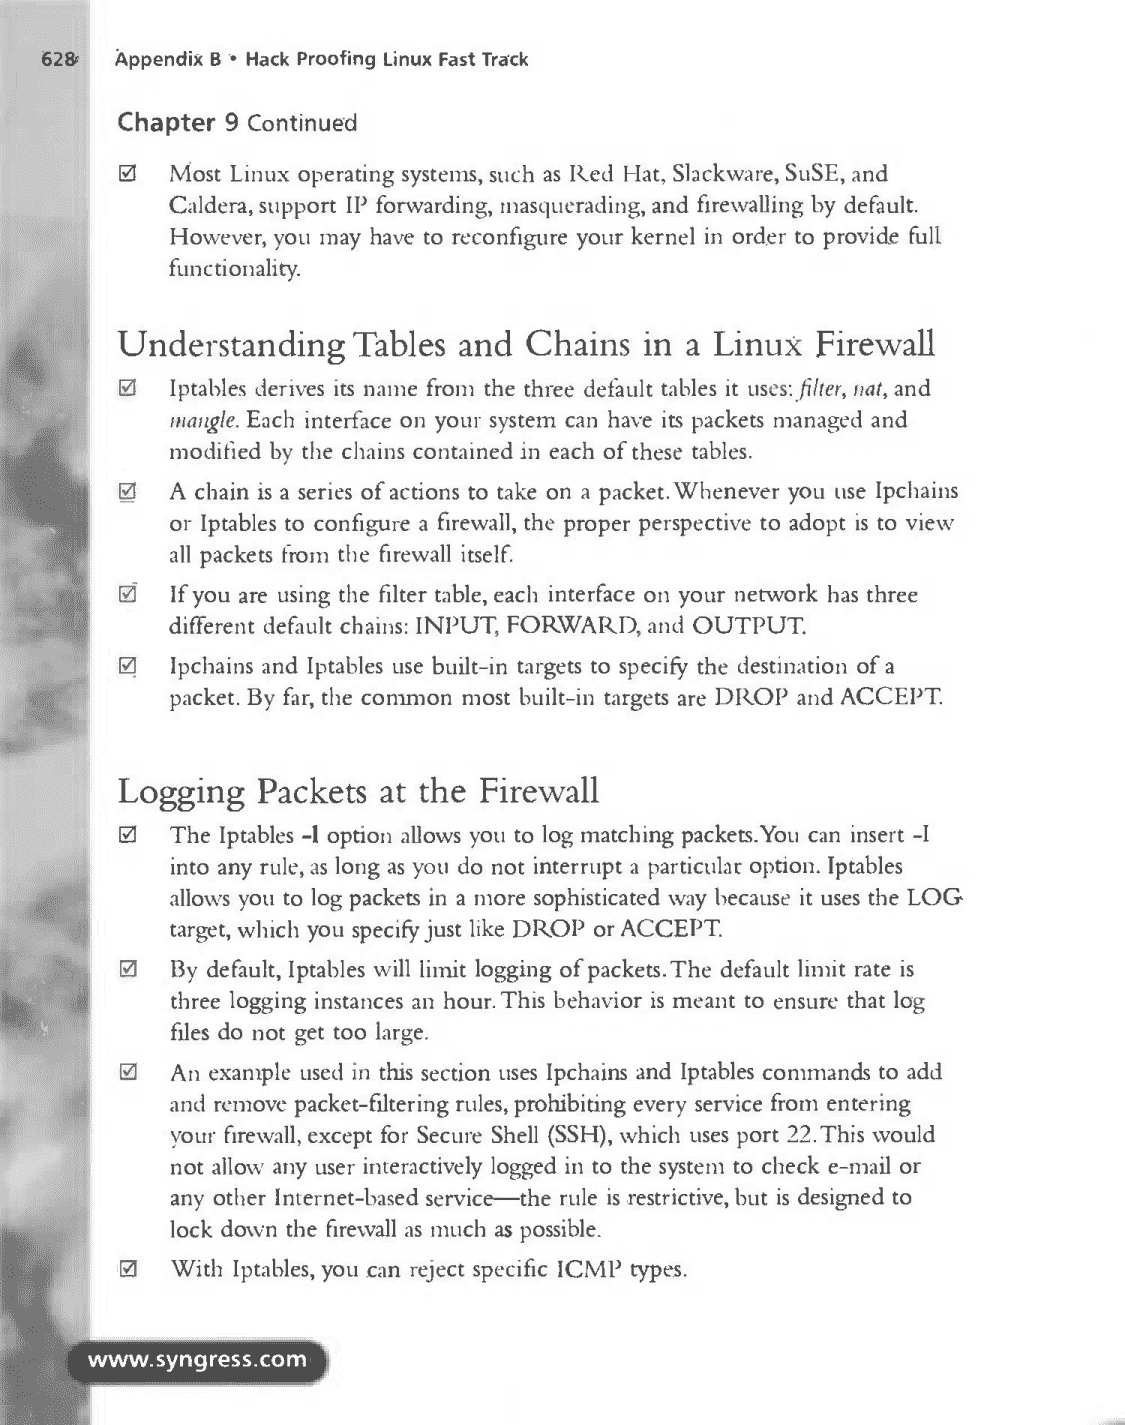 628 Appendix B • Hack Proofing Linux Fast Track
Chapter 9 Continued
☑ Most Linux operating systems, such as Red Hat, Slackware, SuSE, and
Caldera, support IP forwarding, masquerading, and firewalling by default.
However, you may have to reconfigure your kernel in order to provide full
functionality.
Understanding Tables and Chains in a Linux Firewall
☑ Iptables derives its name from the three default tables it uses: filter, nat, and
mangle. Each interface on your system can have its packets managed and
modified by the chains contained in each of these tables.
☑ A chain is a series of actions to take on a packet. Whenever you use Ipchains
or Iptables to configure a firewall, the proper perspective to adopt is to view
all packets from the firewall itself.
☑ If you are using the filter table, each interface on your network has three
different default chains: INPUT, FORWARD, and OUTPUT.
☑ Ipchains and Iptables use built-in targets to specify the destination of a
packet. By far, the common most built-in targets are DROP and ACCEPT.
Logging Packets at the Firewall
☑ The Iptables -l option allows you to log matching packets. You can insert -I
into any rule, as long as you do not interrupt a particular option. Iptables
allows you to log packets in a more sophisticated way because it uses the LOG
target, which you specify just like DROP or ACCEPT.
☑ By default, Iptables will limit logging of packets. The default limit rate is
three logging instances an hour. This behavior is meant to ensure that log
files do not get too large.
☑ An example used in this section uses Ipchains and Iptables commands to add
and remove packet-filtering rules, prohibiting every service from entering
your firewall, except for Secure Shell (SSH), which uses port 22. This would
not allow any user interactively logged in to the system to check e-mail or
any other Internet-based service—the rule is restrictive, but is designed to
lock down the firewall as much as possible.
☑ With Iptables, you can reject specific ICMP types.
www.syngress.com